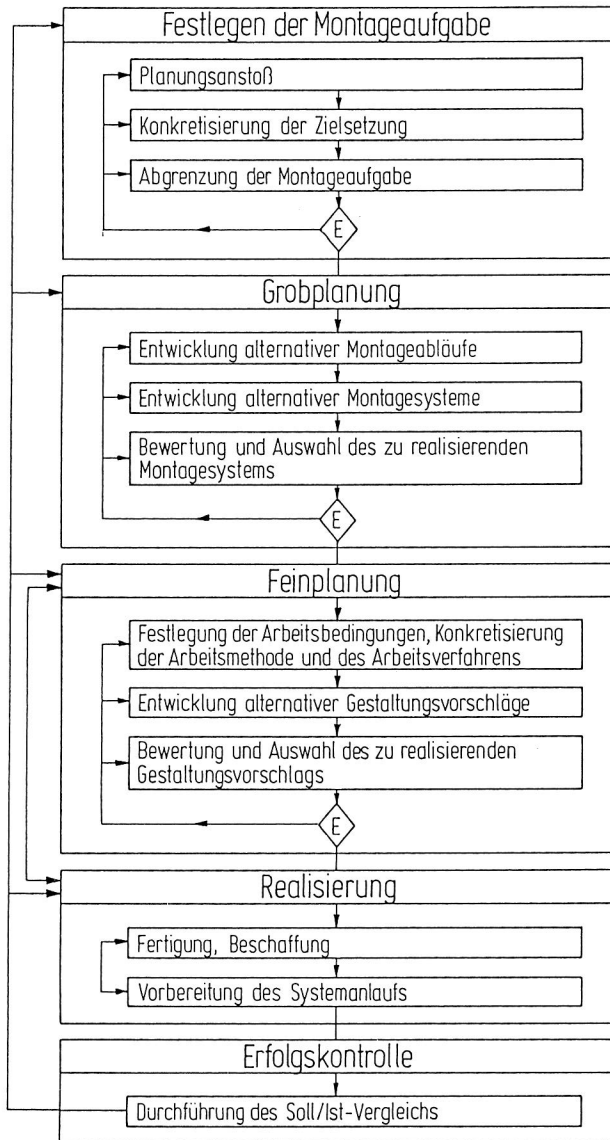 Festlegen der Montageaufgabe
Planungsanstoß
Konkretisierung der Zielsetzung
Abgrenzung der Montageaufgabe
E
Grobplanung
Entwicklung alternativer Montageabläufe
Entwicklung alternativer Montagesysteme
Bewertung und Auswahl des zu realisierenden
Montagesystems
E
Feinplanung
Festlegung der Arbeitsbedingungen, Konkretisierung
der Arbeitsmethode und des Arbeitsverfahrens
Entwicklung alternativer Gestaltungsvorschläge
Bewertung und Auswahl des zu realisierenden
Gestaltungsvorschlags
E
Realisierung
Fertigung, Beschaffung
Vorbereitung des Systemanlaufs
Erfolgskontrolle
Durchführung des Soll/Ist-Vergleichs